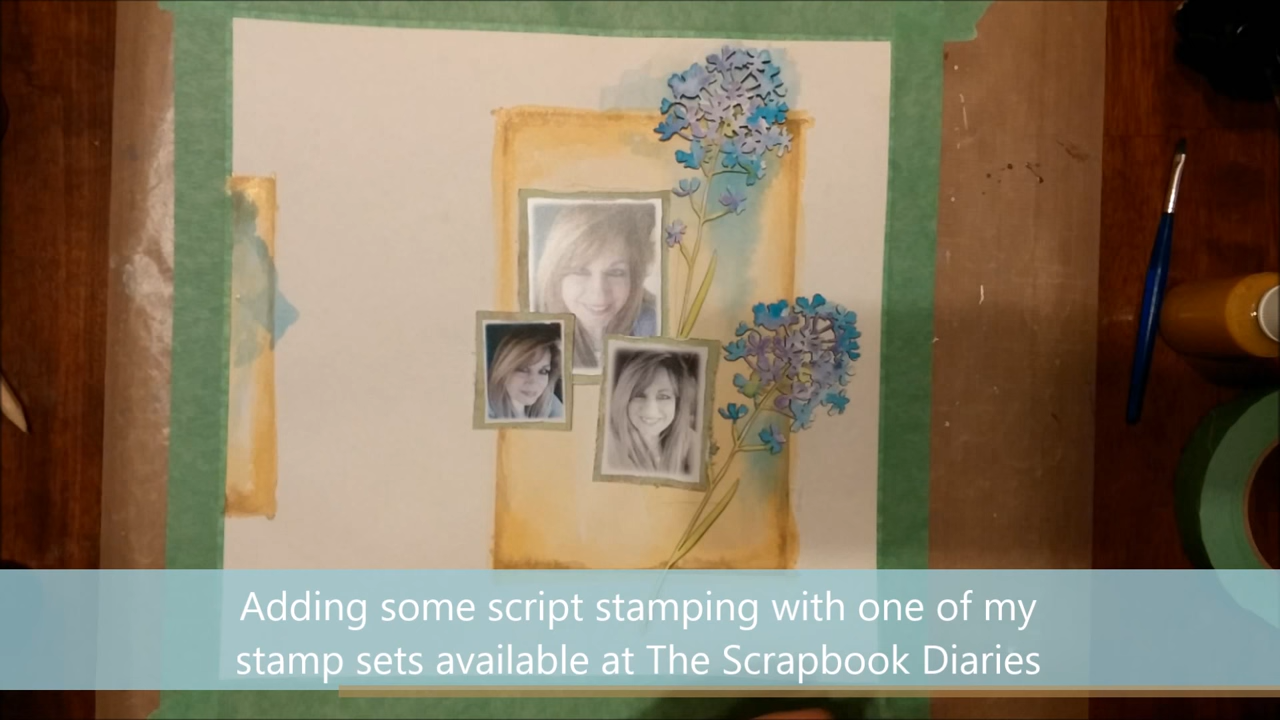 Adding some script stamping with one of my
stamp sets available at The Scrapbook Diaries